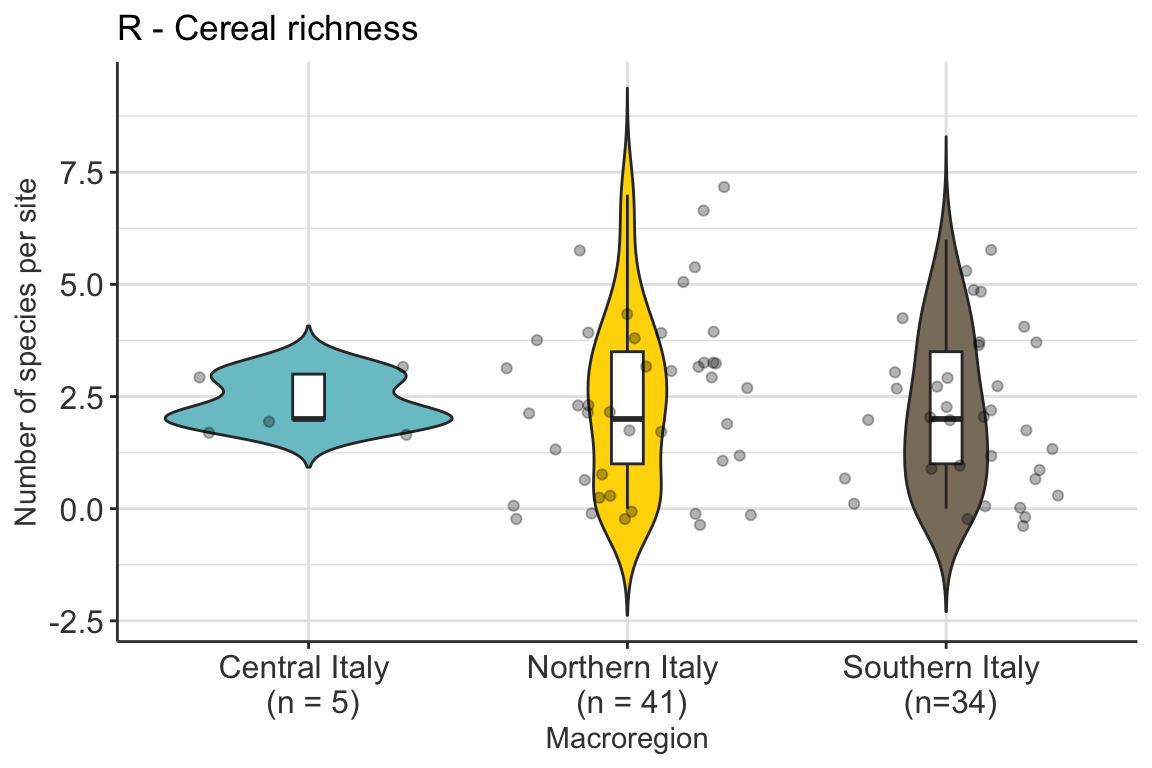 R - Cereal richness
Number of species per site
7.5
5.0
2.5
0.0
-2.5
Central Italy
(n = 5)
Northern Italy
(n = 41)
Southern Italy
(n=34)
Macroregion